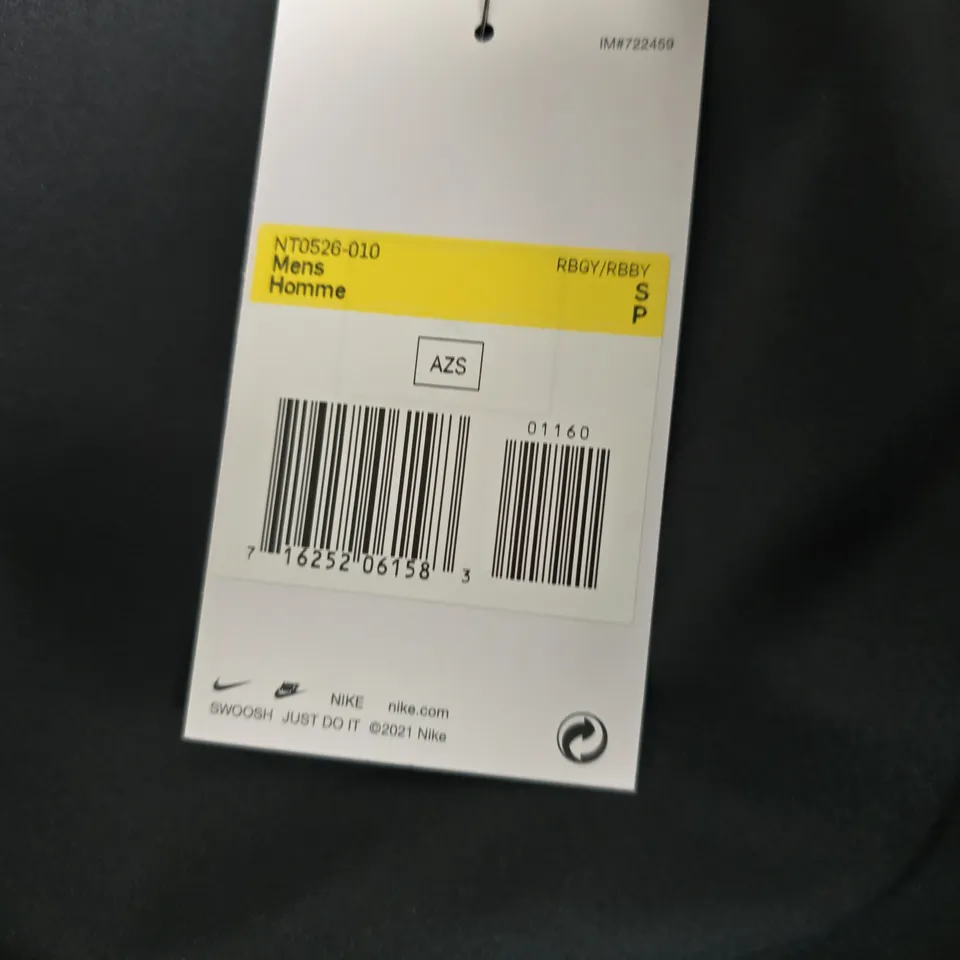 IM#722459
NT0526-010
Mens
Homme
RBGY/RBBY
S
P
AZS
01160
7 16252 06158 3
NIKE nike.com
SWOOSH JUST DO IT ©2021 Nike